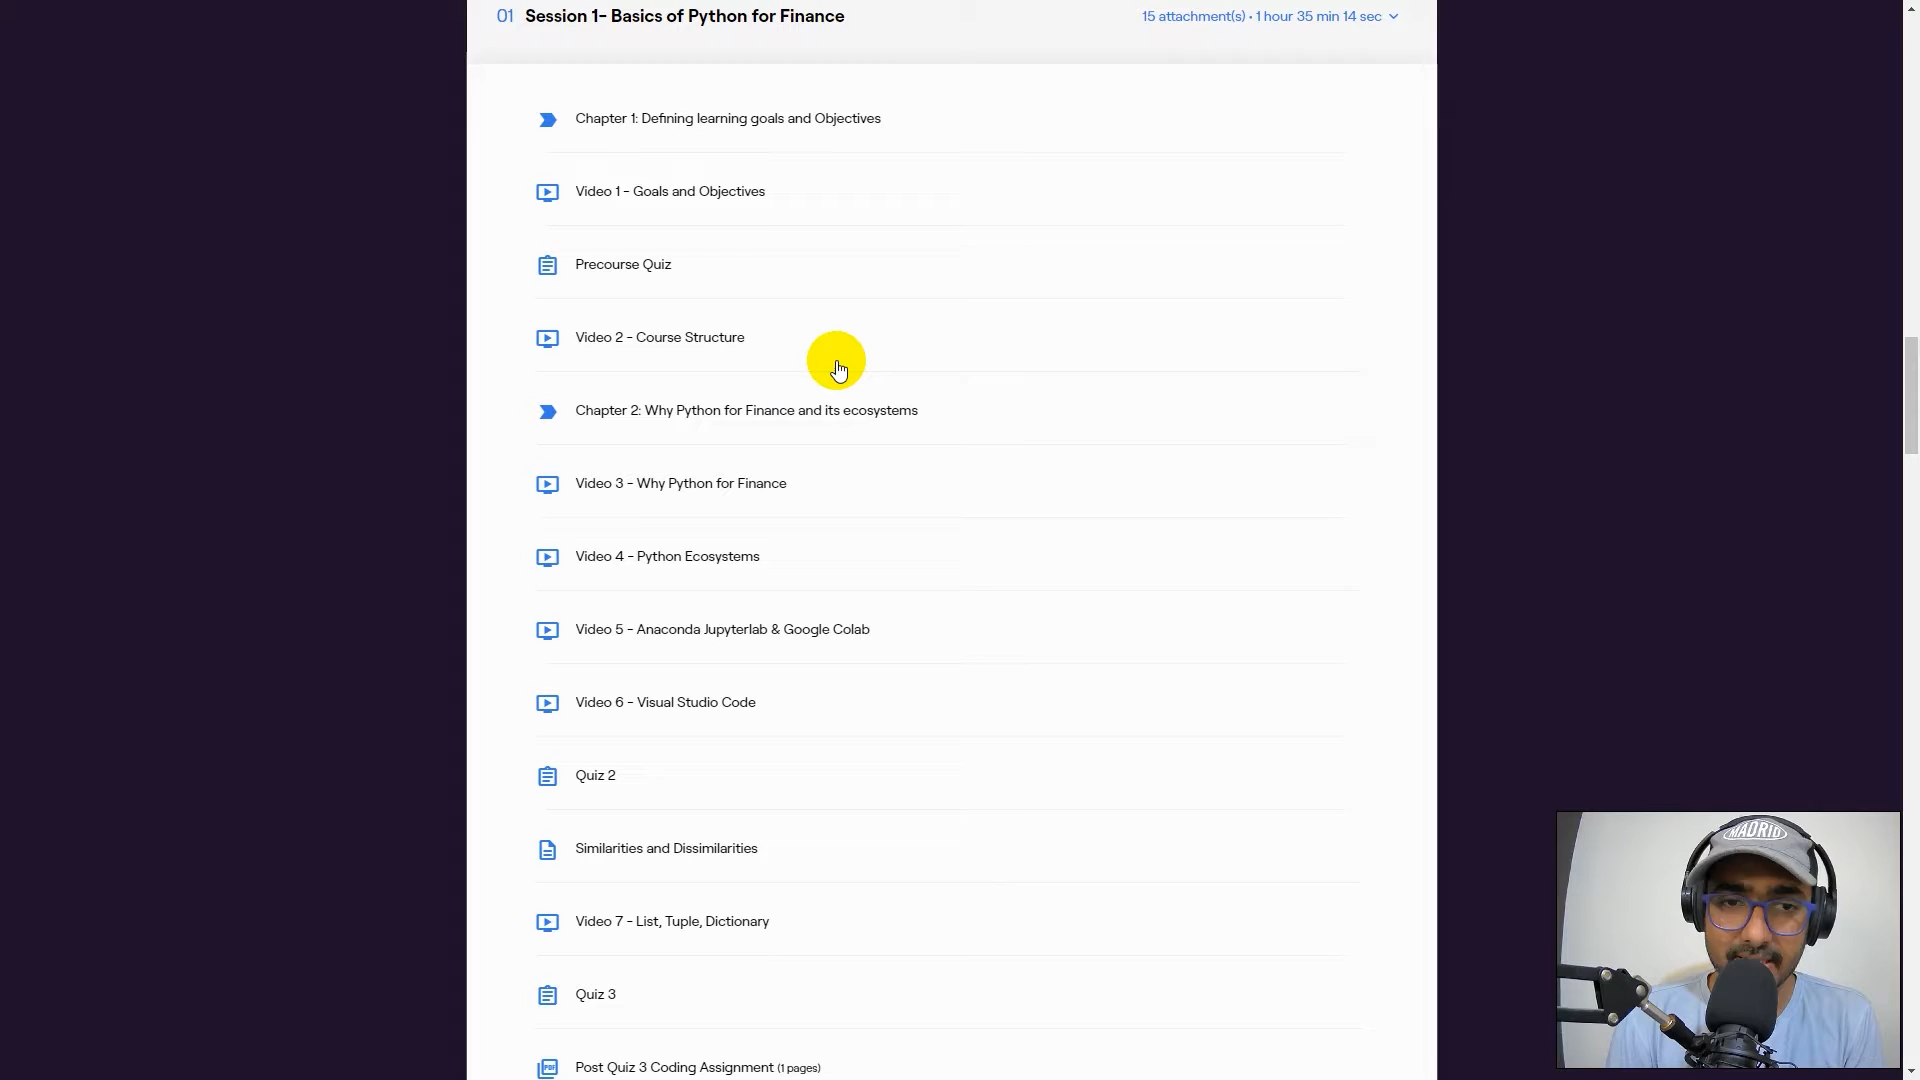 01 Session 1- Basics of Python for Finance 15 attachment(s) • 1 hour 35 min 14 sec
Chapter 1: Defining learning goals and Objectives
Video 1 - Goals and Objectives
Precourse Quiz
Video 2 - Course Structure
Chapter 2: Why Python for Finance and its ecosystems
Video 3 - Why Python for Finance
Video 4 - Python Ecosystems
Video 5 - Anaconda Jupyterlab & Google Colab
Video 6 - Visual Studio Code
Quiz 2
Similarities and Dissimilarities
Video 7 - List, Tuple, Dictionary
Quiz 3
PDF Post Quiz 3 Coding Assignment (1 pages)
MADRID